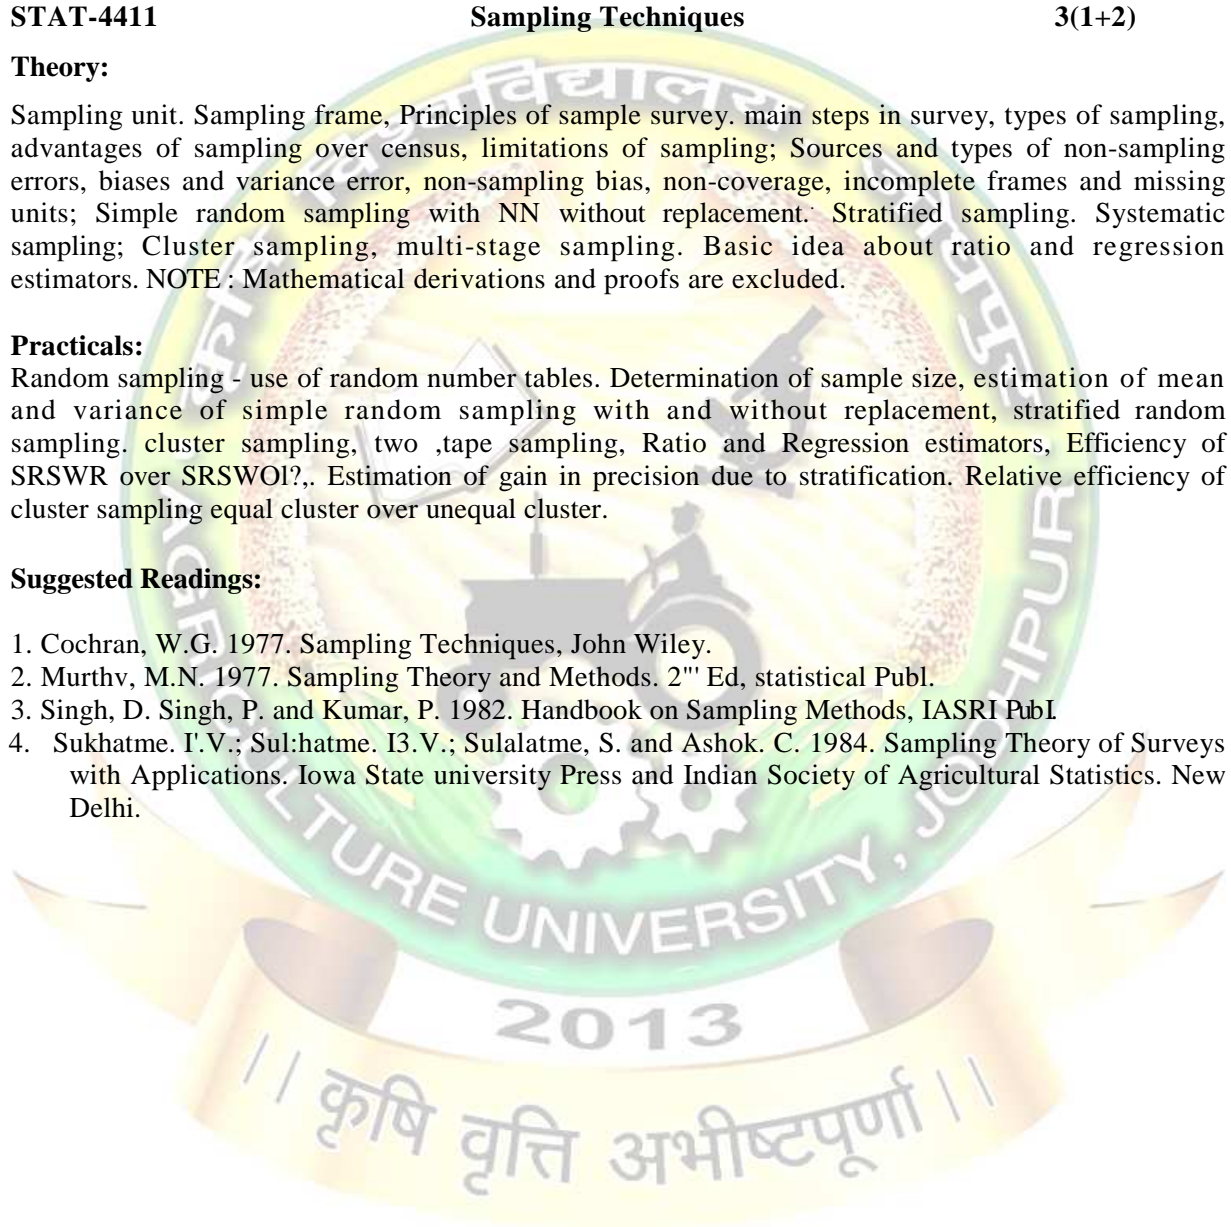 STAT-4411 Sampling Techniques 3(1+2)
Theory:
Sampling unit. Sampling frame, Principles of sample survey. main steps in survey, types of sampling,
advantages of sampling over census, limitations of sampling; Sources and types of non-sampling
errors, biases and variance error, non-sampling bias, non-coverage, incomplete frames and missing
units; Simple random sampling with NN without replacement. Stratified sampling. Systematic
sampling; Cluster sampling, multi-stage sampling. Basic idea about ratio and regression
estimators. NOTE : Mathematical derivations and proofs are excluded.
Practicals:
Random sampling - use of random number tables. Determination of sample size, estimation of mean
and variance of simple random sampling with and without replacement, stratified random
sampling. cluster sampling, two ,tape sampling, Ratio and Regression estimators, Efficiency of
SRSWR over SRSWOl?,. Estimation of gain in precision due to stratification. Relative efficiency of
cluster sampling equal cluster over unequal cluster.
Suggested Readings:
1. Cochran, W.G. 1977. Sampling Techniques, John Wiley.
2. Murthv, M.N. 1977. Sampling Theory and Methods. 2"' Ed, statistical Publ.
3. Singh, D. Singh, P. and Kumar, P. 1982. Handbook on Sampling Methods, IASRI PubI.
4. Sukhatme. I'.V.; Sul:hatme. I3.V.; Sulalatme, S. and Ashok. C. 1984. Sampling Theory of Surveys
with Applications. Iowa State university Press and Indian Society of Agricultural Statistics. New
Delhi.
कृषि विश्वविद्यालय जोधपुर
AGRICULTURE UNIVERSITY, JODHPUR
2013
|| कृषि वृत्ति अभीष्टपूर्णा ||